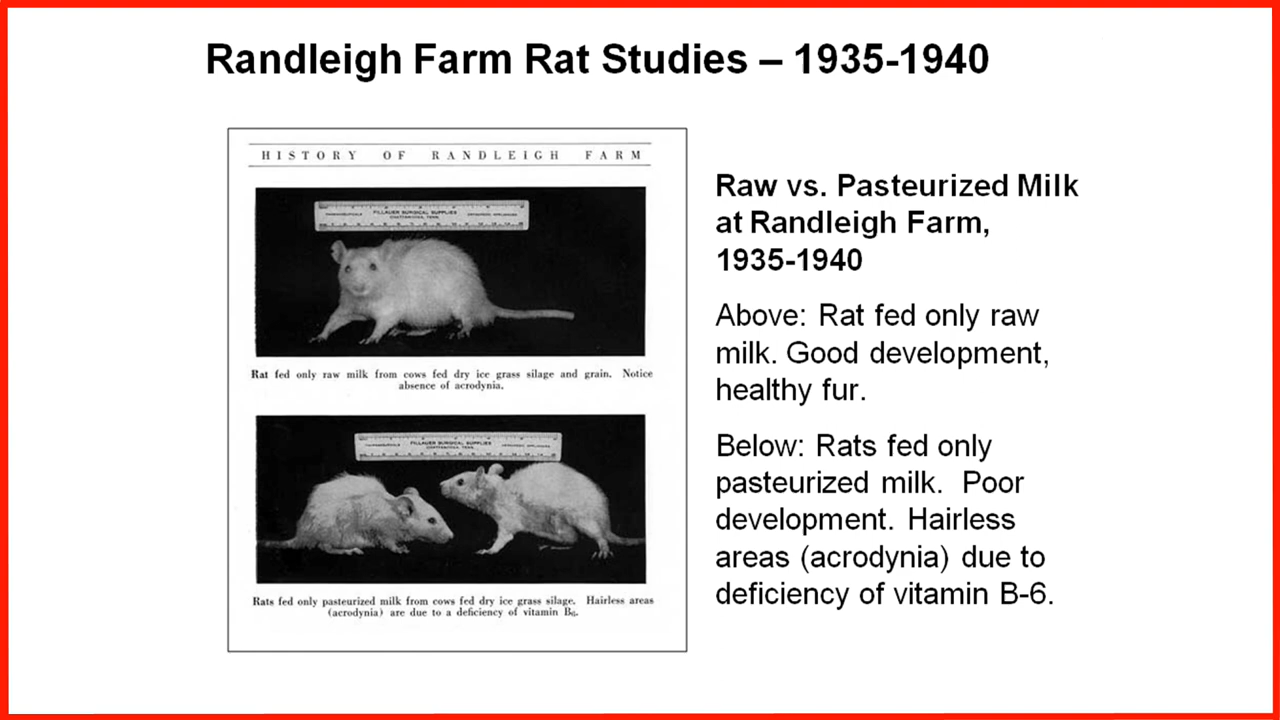 Randleigh Farm Rat Studies – 1935-1940
HISTORY OF RANDLEIGH FARM
FILLAUER SURGICAL SUPPLIES
CHATTANOOGA, TENN.
Rat fed only raw milk from cows fed dry ice grass silage and grain. Notice
absence of acrodynia.
FILLAUER SURGICAL SUPPLIES
CHATTANOOGA, TENN.
Rats fed only pasteurized milk from cows fed dry ice grass silage. Hairless areas
(acrodynia) are due to a deficiency of vitamin B₆.
Raw vs. Pasteurized Milk
at Randleigh Farm,
1935-1940
Above: Rat fed only raw
milk. Good development,
healthy fur.
Below: Rats fed only
pasteurized milk. Poor
development. Hairless
areas (acrodynia) due to
deficiency of vitamin B-6.